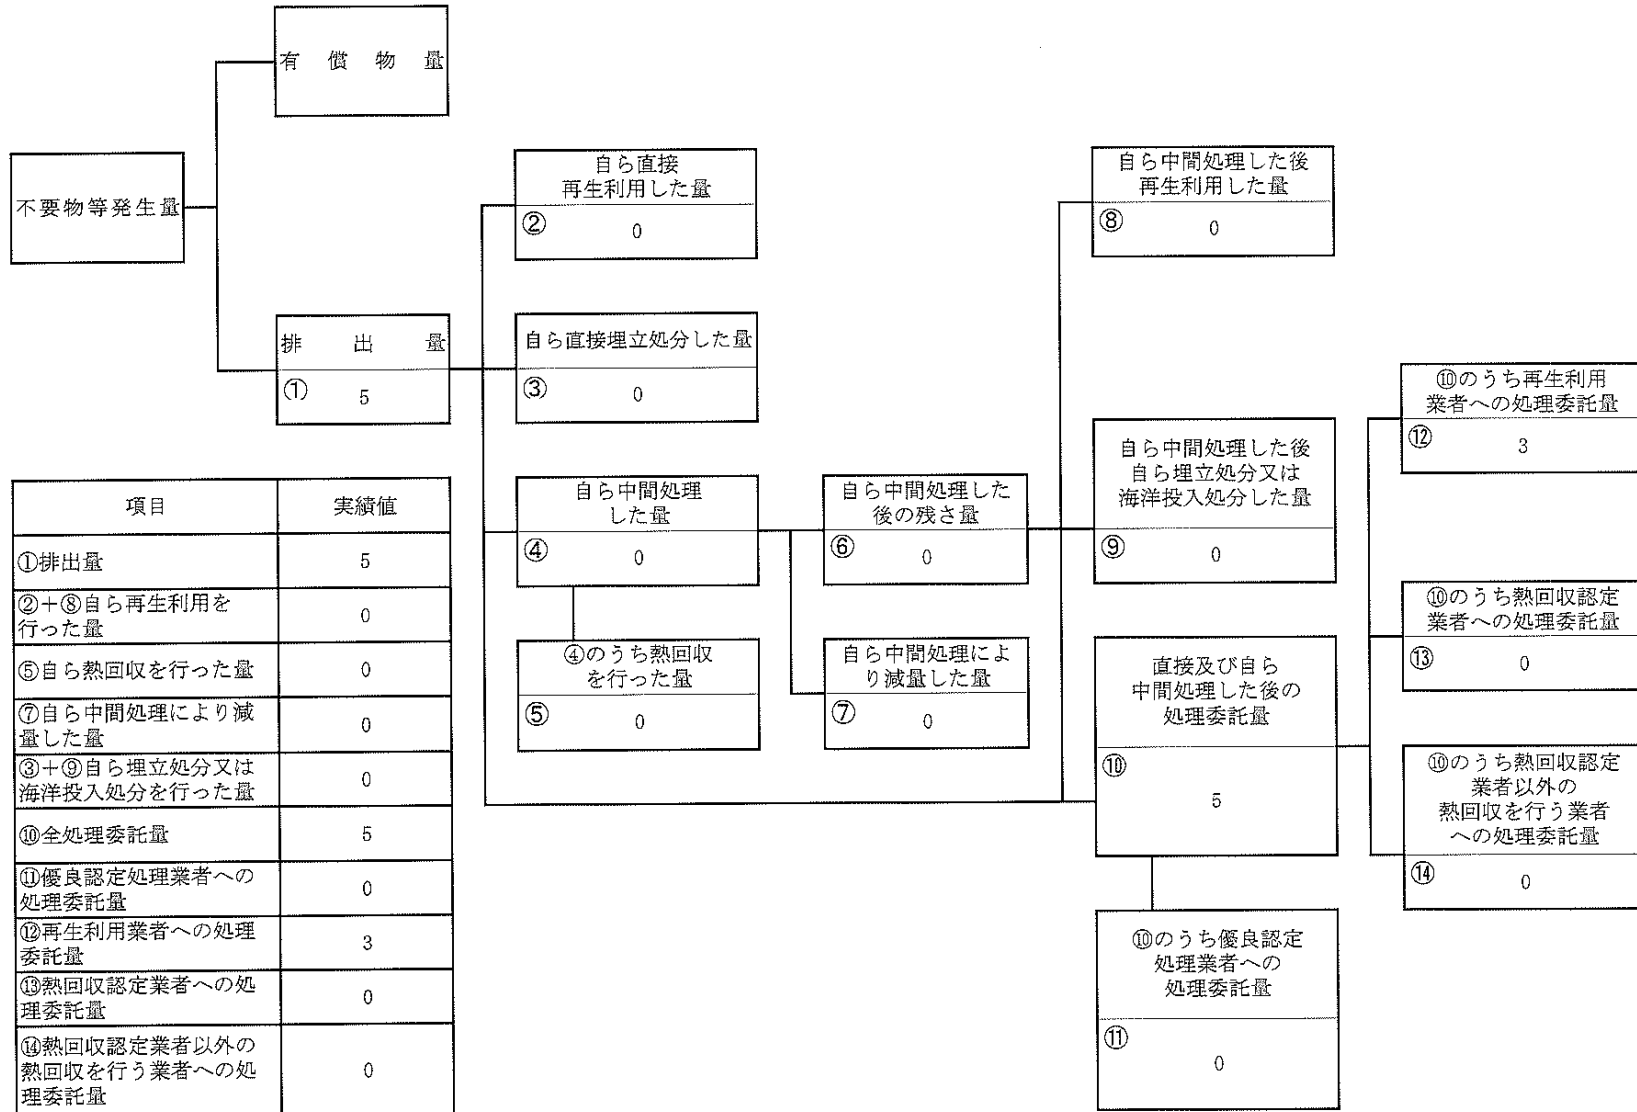 有償物量
不要物等発生量
排出量
① 5
自ら直接
再生利用した量
② 0
自ら直接埋立処分した量
③ 0
自ら中間処理
した量
④ 0
④のうち熱回収
を行った量
⑤ 0
自ら中間処理した
後の残さ量
⑥ 0
自ら中間処理によ
り減量した量
⑦ 0
自ら中間処理した後
再生利用した量
⑧ 0
自ら中間処理した後
自ら埋立処分又は
海洋投入処分した量
⑨ 0
直接及び自ら
中間処理した後の
処理委託量
⑩
5
⑩のうち優良認定
処理業者への
処理委託量
⑪
0
⑩のうち再生利用
業者への処理委託量
⑫ 3
⑩のうち熱回収認定
業者への処理委託量
⑬ 0
⑩のうち熱回収認定
業者以外の
熱回収を行う業者
への処理委託量
⑭ 0
項目 実績値
①排出量 5
②+⑧自ら再生利用を
行った量 0
⑤自ら熱回収を行った量 0
⑦自ら中間処理により減
量した量 0
③+⑨自ら埋立処分又は
海洋投入処分を行った量 0
⑩全処理委託量 5
⑪優良認定処理業者への
処理委託量 0
⑫再生利用業者への処理
委託量 3
⑬熱回収認定業者への処
理委託量 0
⑭熱回収認定業者以外の
熱回収を行う業者への処
理委託量 0